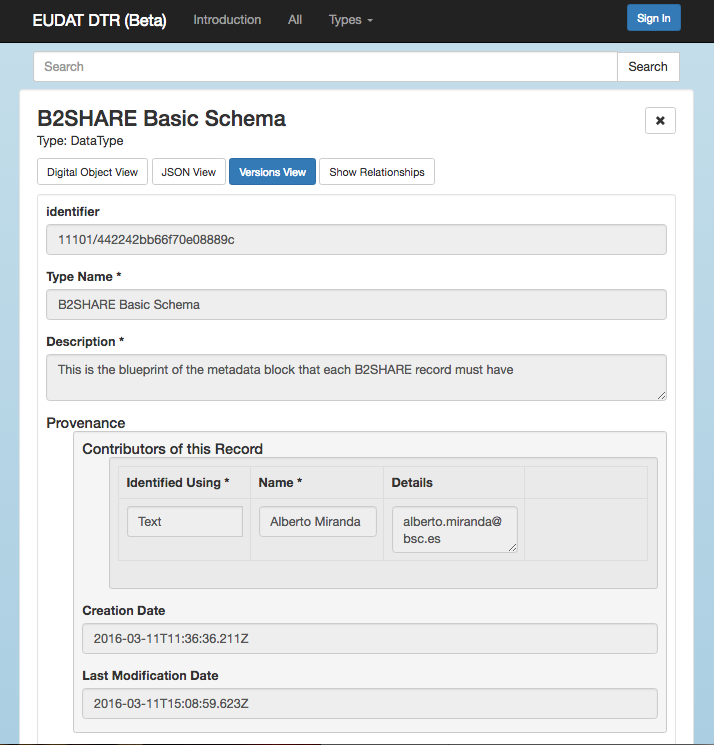 EUDAT DTR (Beta) Introduction All Types Sign In
Search Search
B2SHARE Basic Schema
Type: DataType
Digital Object View JSON View Versions View Show Relationships
identifier
11101/442242bb66f70e08889c
Type Name *
B2SHARE Basic Schema
Description *
This is the blueprint of the metadata block that each B2SHARE record must have
Provenance
Contributors of this Record
Identified Using * Name * Details
Text Alberto Miranda alberto.miranda@
bsc.es
Creation Date
2016-03-11T11:36:36.211Z
Last Modification Date
2016-03-11T15:08:59.623Z